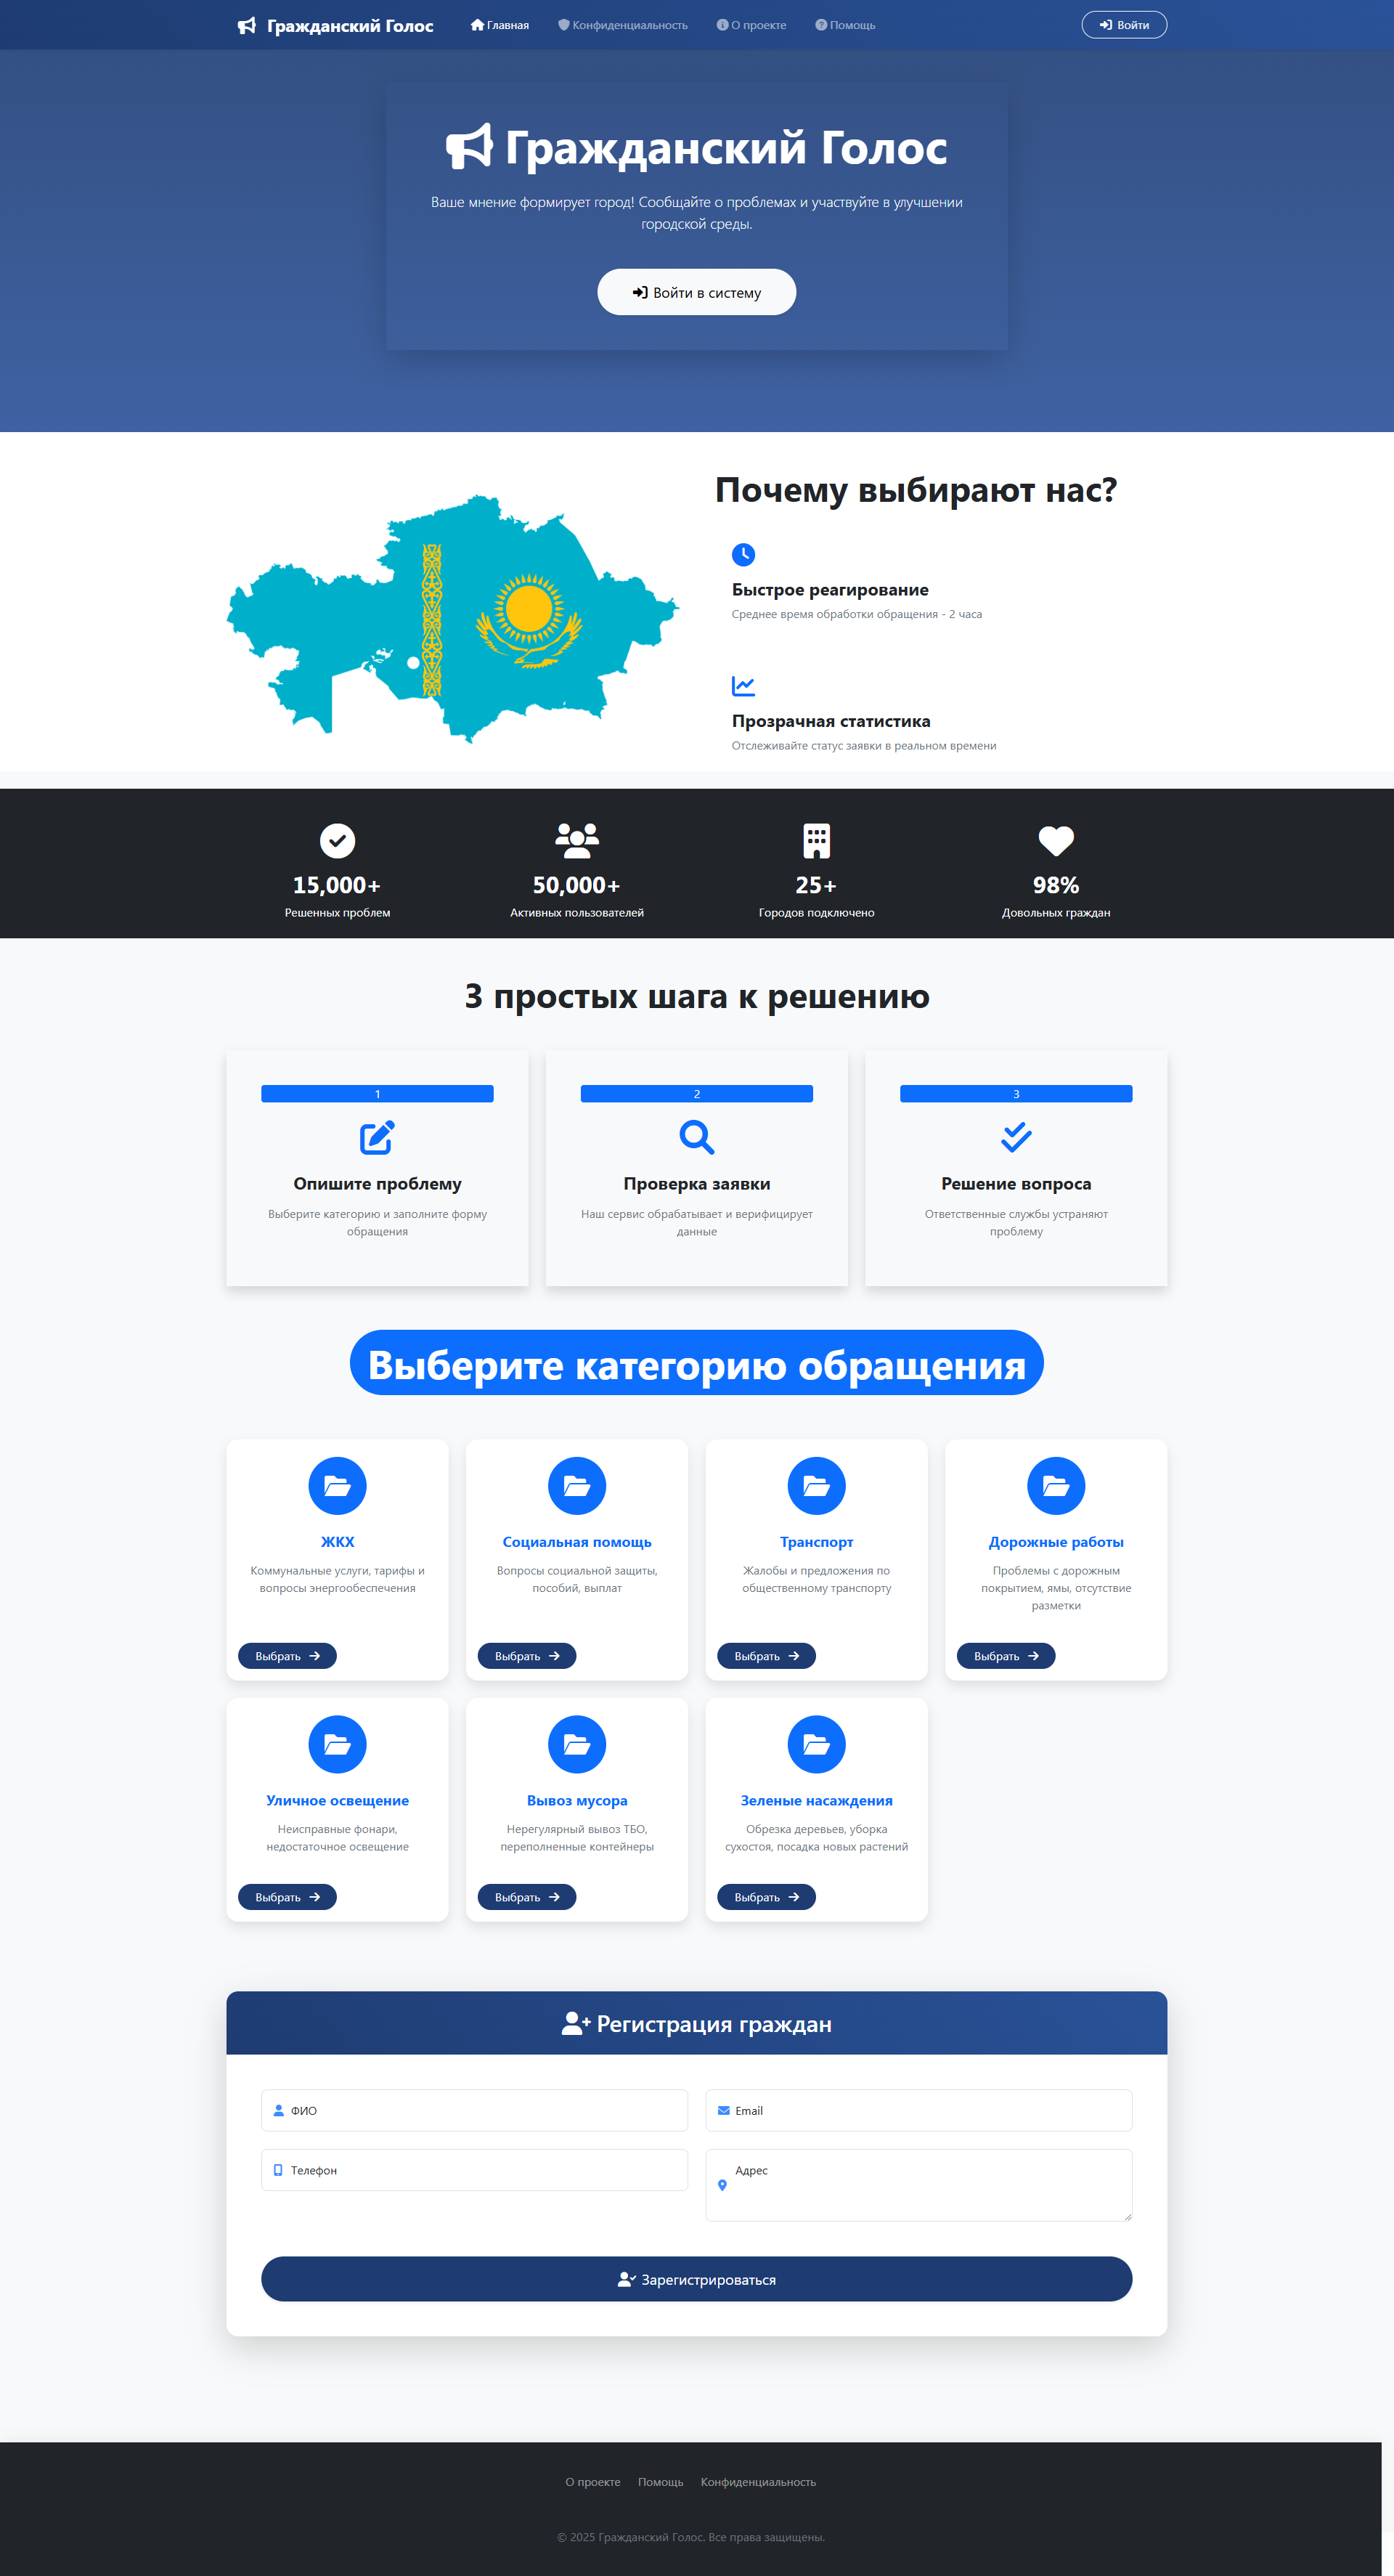 Гражданский Голос
Главная
Конфиденциальность
О проекте
Помощь
Войти
Гражданский Голос
Ваше мнение формирует город! Сообщайте о проблемах и участвуйте в улучшении
городской среды.
Войти в систему
Почему выбирают нас?
Быстрое реагирование
Среднее время обработки обращения - 2 часа
Прозрачная статистика
Отслеживайте статус заявки в реальном времени
15,000+
Решенных проблем
50,000+
Активных пользователей
25+
Городов подключено
98%
Довольных граждан
3 простых шага к решению
1
Опишите проблему
Выберите категорию и заполните форму
обращения
2
Проверка заявки
Наш сервис обрабатывает и верифицирует
данные
3
Решение вопроса
Ответственные службы устраняют
проблему
Выберите категорию обращения
ЖКХ
Коммунальные услуги, тарифы и
вопросы энергообеспечения
Выбрать
Социальная помощь
Вопросы социальной защиты,
пособий, выплат
Выбрать
Транспорт
Жалобы и предложения по
общественному транспорту
Выбрать
Дорожные работы
Проблемы с дорожным
покрытием, ямы, отсутствие
разметки
Выбрать
Уличное освещение
Неисправные фонари,
недостаточное освещение
Выбрать
Вывоз мусора
Нерегулярный вывоз ТБО,
переполненные контейнеры
Выбрать
Зеленые насаждения
Обрезка деревьев, уборка
сухостоя, посадка новых растений
Выбрать
Регистрация граждан
ФИО
Email
Телефон
Адрес
Зарегистрироваться
О проекте
Помощь
Конфиденциальность
© 2025 Гражданский Голос. Все права защищены.